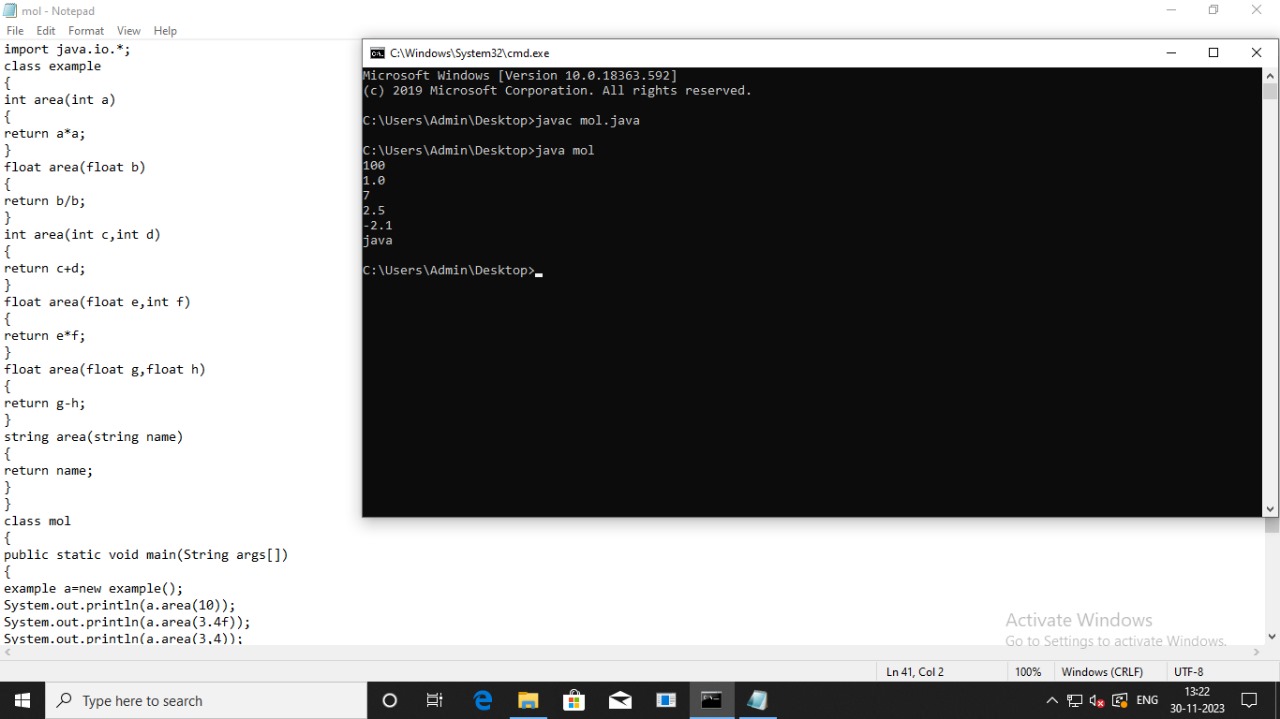 mol - Notepad
File Edit Format View Help
import java.io.*;
class example
{
int area(int a)
{
return a*a;
}
float area(float b)
{
return b/b;
}
int area(int c,int d)
{
return c+d;
}
float area(float e,int f)
{
return e*f;
}
float area(float g,float h)
{
return g-h;
}
string area(string name)
{
return name;
}
}
class mol
{
public static void main(String args[])
{
example a=new example();
System.out.println(a.area(10));
System.out.println(a.area(3.4f));
System.out.println(a.area(3,4));
C:\Windows\System32\cmd.exe
Microsoft Windows [Version 10.0.18363.592]
(c) 2019 Microsoft Corporation. All rights reserved.
C:\Users\Admin\Desktop>javac mol.java
C:\Users\Admin\Desktop>java mol
100
1.0
7
2.5
-2.1
java
C:\Users\Admin\Desktop>
Activate Windows
Go to Settings to activate Windows.
Ln 41, Col 2 100% Windows (CRLF) UTF-8
Type here to search
ENG
13:22
30-11-2023